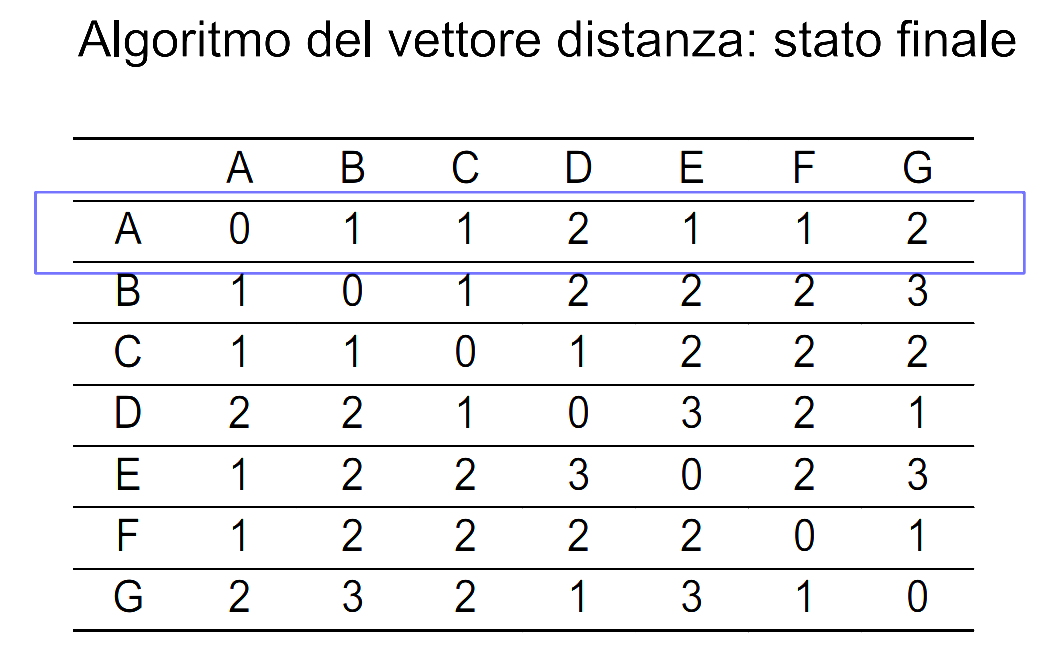 Algoritmo del vettore distanza: stato finale
A B C D E F G
A 0 1 1 2 1 1 2
B 1 0 1 2 2 2 3
C 1 1 0 1 2 2 2
D 2 2 1 0 3 2 1
E 1 2 2 3 0 2 3
F 1 2 2 2 2 0 1
G 2 3 2 1 3 1 0